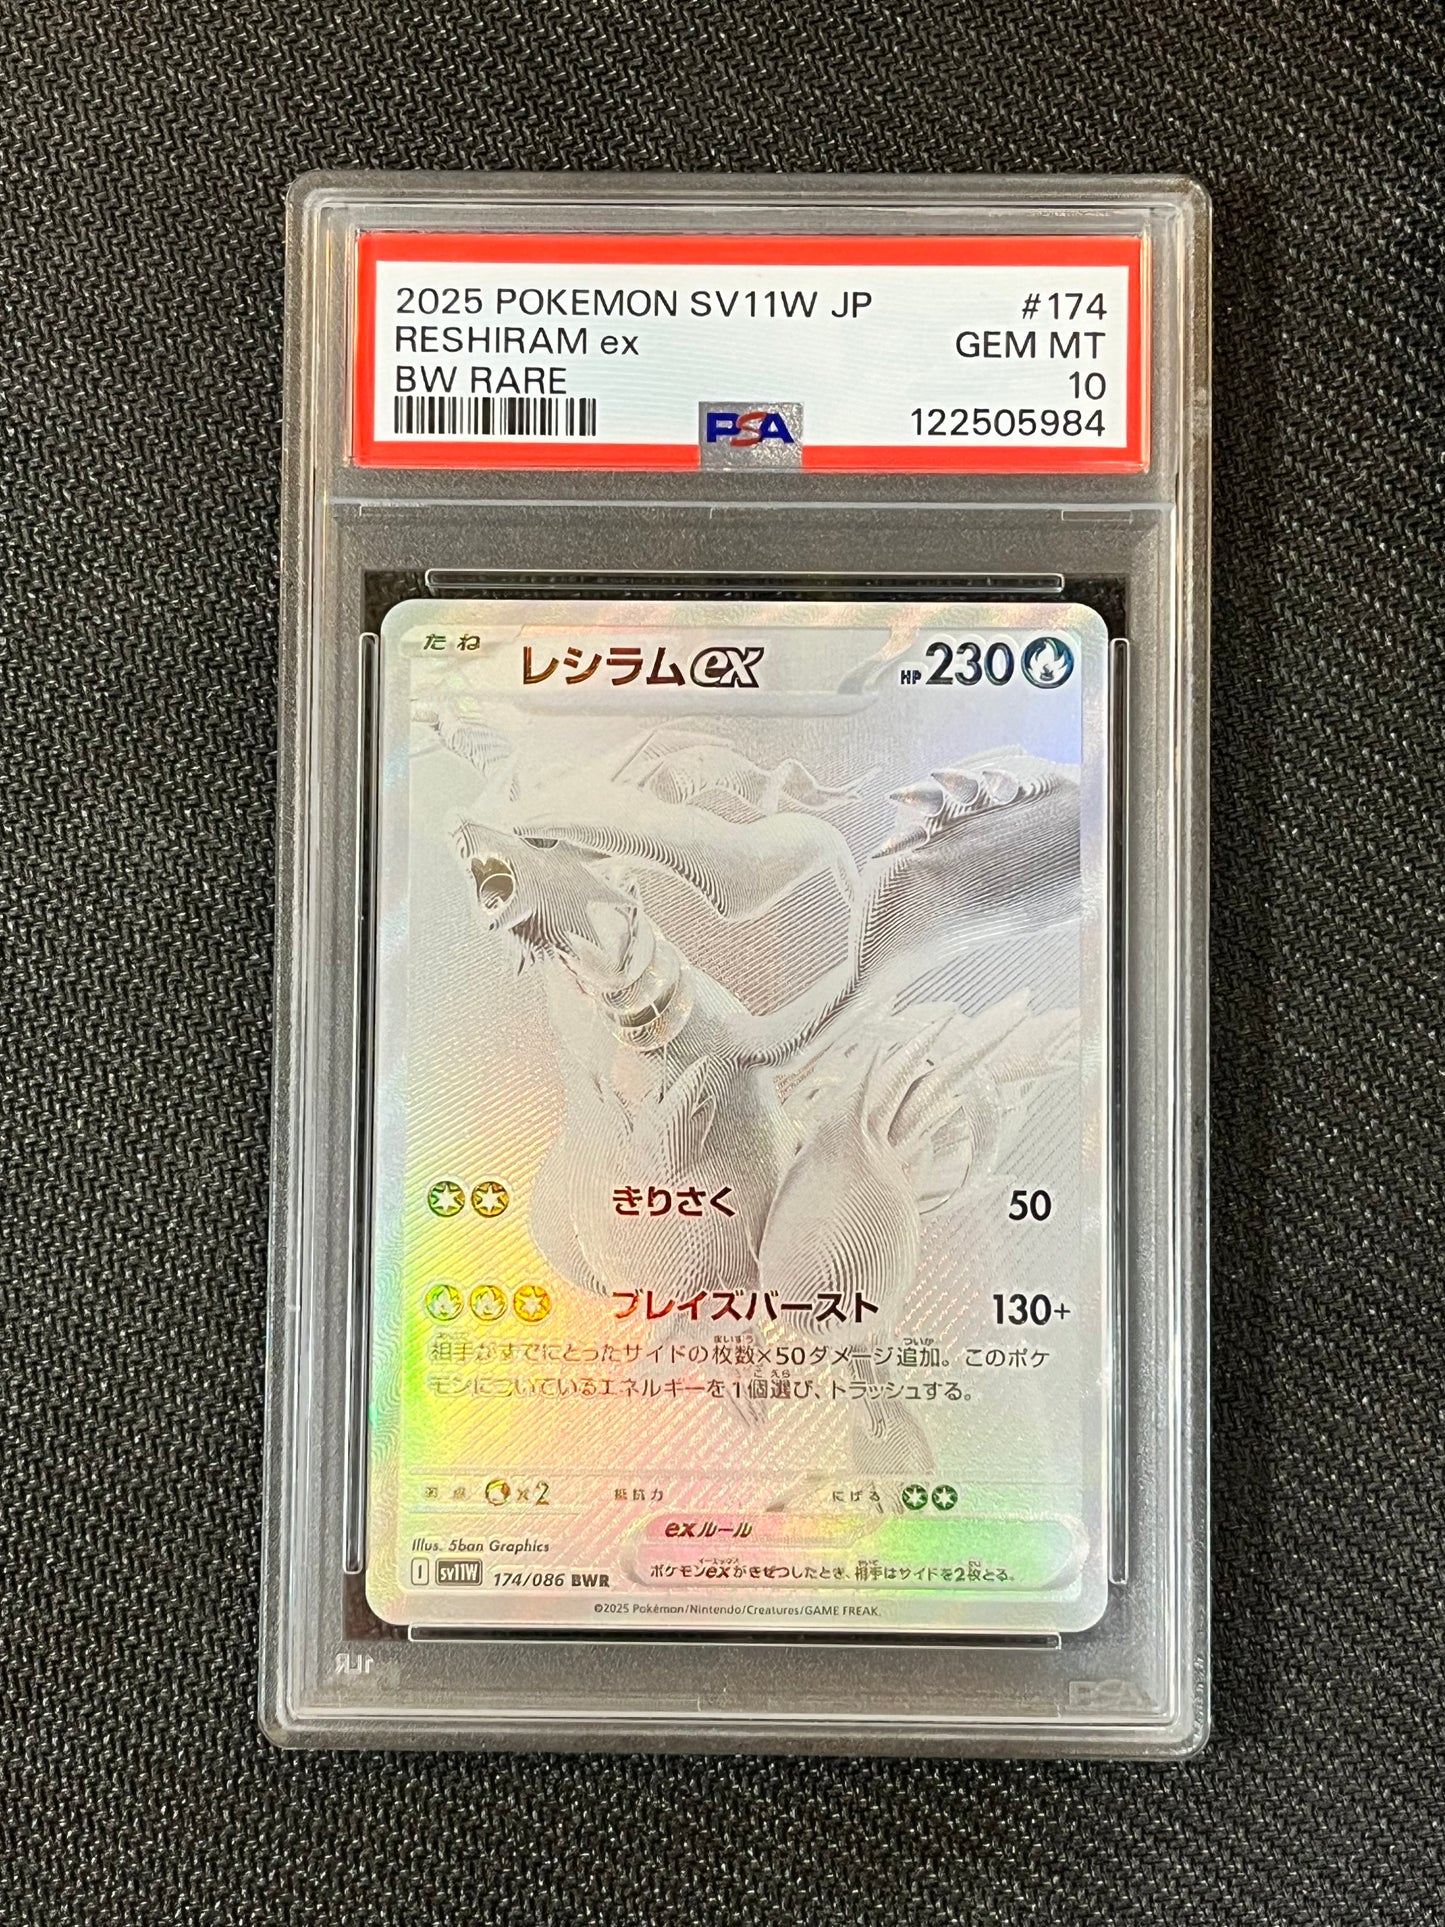 2025 POKEMON SV11W JP #174
RESHIRAM ex GEM MT
BW RARE 10
PSA 122505984
たね レシラムex HP 230
きりさく 50
ブレイズバースト 130+
相手がすでにとったサイドの枚数×50ダメージ追加。このポケ
モンについているエネルギーを1個選び、トラッシュする。
弱点 ×2 抵抗力 にげる
exルール
ポケモンexがきぜつしたとき、相手はサイドを2枚とる。
Illus. 5ban Graphics
I SV11W 174/086 BWR
©2025 Pokémon/Nintendo/Creatures/GAME FREAK.